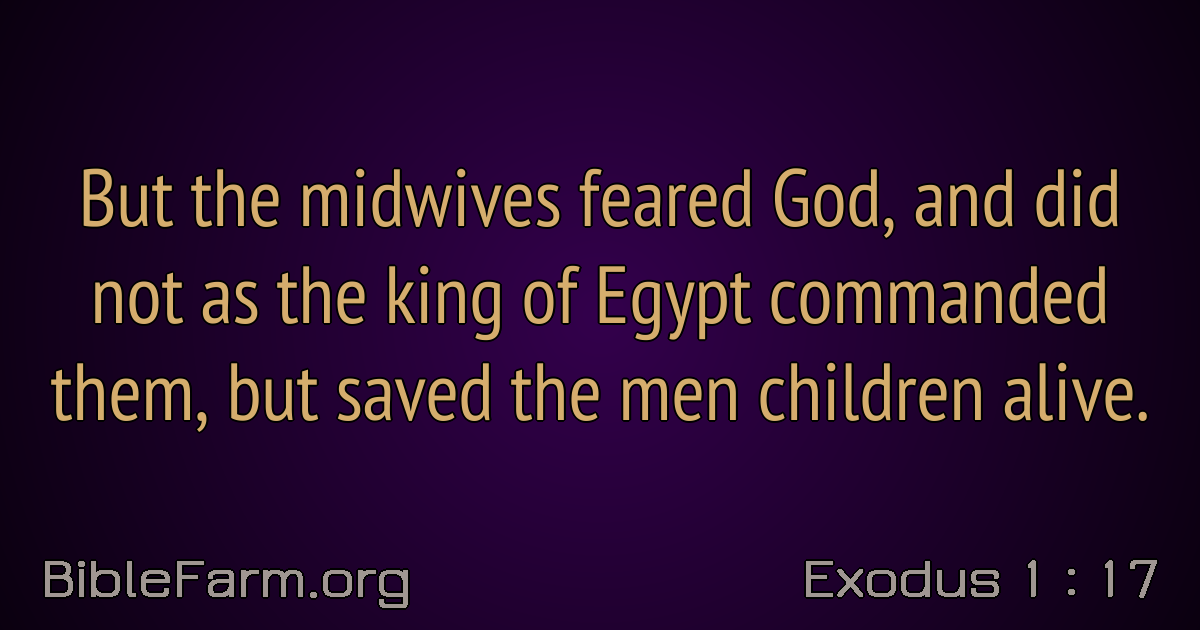 But the midwives feared God, and did
not as the king of Egypt commanded
them, but saved the men children alive.
BibleFarm.org
Exodus 1 : 17